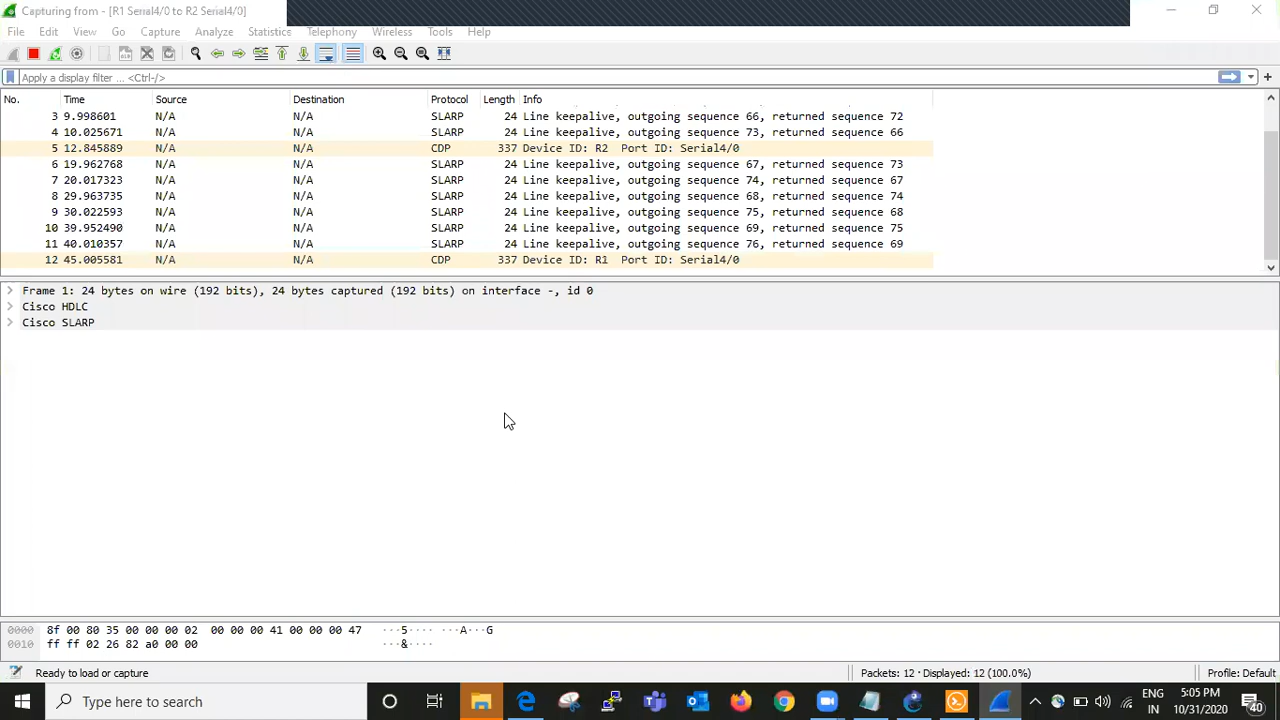 Capturing from - [R1 Serial4/0 to R2 Serial4/0]
File Edit View Go Capture Analyze Statistics Telephony Wireless Tools Help
Apply a display filter ... <Ctrl-/>
No. Time Source Destination Protocol Length Info
3 9.998601 N/A N/A SLARP 24 Line keepalive, outgoing sequence 66, returned sequence 72
4 10.025671 N/A N/A SLARP 24 Line keepalive, outgoing sequence 73, returned sequence 66
5 12.845889 N/A N/A CDP 337 Device ID: R2 Port ID: Serial4/0
6 19.962768 N/A N/A SLARP 24 Line keepalive, outgoing sequence 67, returned sequence 73
7 20.017323 N/A N/A SLARP 24 Line keepalive, outgoing sequence 74, returned sequence 67
8 29.963735 N/A N/A SLARP 24 Line keepalive, outgoing sequence 68, returned sequence 74
9 30.022593 N/A N/A SLARP 24 Line keepalive, outgoing sequence 75, returned sequence 68
10 39.952490 N/A N/A SLARP 24 Line keepalive, outgoing sequence 69, returned sequence 75
11 40.010357 N/A N/A SLARP 24 Line keepalive, outgoing sequence 76, returned sequence 69
12 45.005581 N/A N/A CDP 337 Device ID: R1 Port ID: Serial4/0
Frame 1: 24 bytes on wire (192 bits), 24 bytes captured (192 bits) on interface -, id 0
Cisco HDLC
Cisco SLARP
0000 8f 00 80 35 00 00 00 02 00 00 00 41 00 00 00 47 ···5···· ···A···G
0010 ff ff 02 26 82 a0 00 00 ···&····
Ready to load or capture Packets: 12 · Displayed: 12 (100.0%) Profile: Default
Type here to search ENG IN 5:05 PM 10/31/2020 40